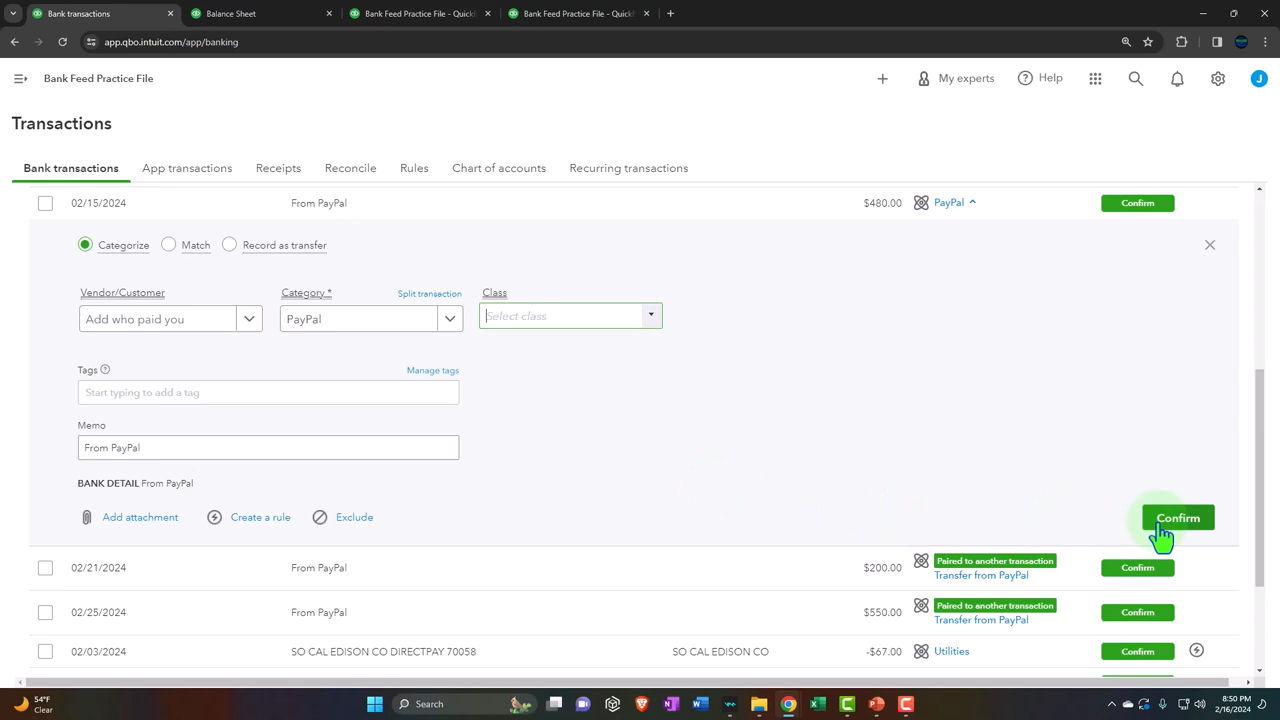 Bank transactions
Balance Sheet
Bank Feed Practice File - Quick
Bank Feed Practice File - Quick
app.qbo.intuit.com/app/banking
Bank Feed Practice File
My experts
Help
J
Transactions
Bank transactions
App transactions
Receipts
Reconcile
Rules
Chart of accounts
Recurring transactions
02/15/2024 From PayPal $480.00 PayPal Confirm
Categorize Match Record as transfer
Vendor/Customer Category * Split transaction Class
Add who paid you PayPal Select class
Tags Manage tags
Start typing to add a tag
Memo
From PayPal
BANK DETAIL From PayPal
Add attachment Create a rule Exclude Confirm
02/21/2024 From PayPal $200.00 Paired to another transaction Confirm
Transfer from PayPal
02/25/2024 From PayPal $550.00 Paired to another transaction Confirm
Transfer from PayPal
02/03/2024 SO CAL EDISON CO DIRECTPAY 70058 SO CAL EDISON CO -$67.00 Utilities Confirm
54°F
Clear
Search
8:50 PM
2/16/2024